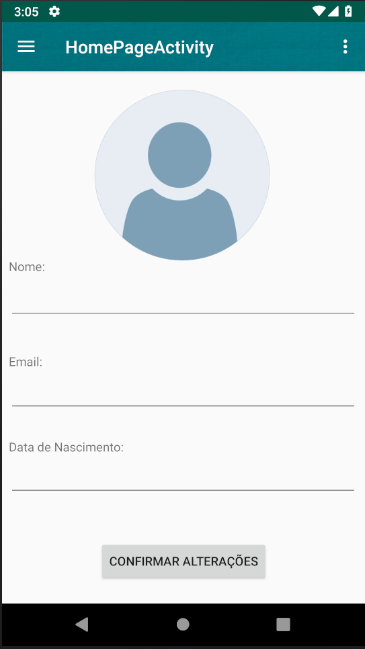 3:05
HomePageActivity
Nome:
Email:
Data de Nascimento:
CONFIRMAR ALTERAÇÕES